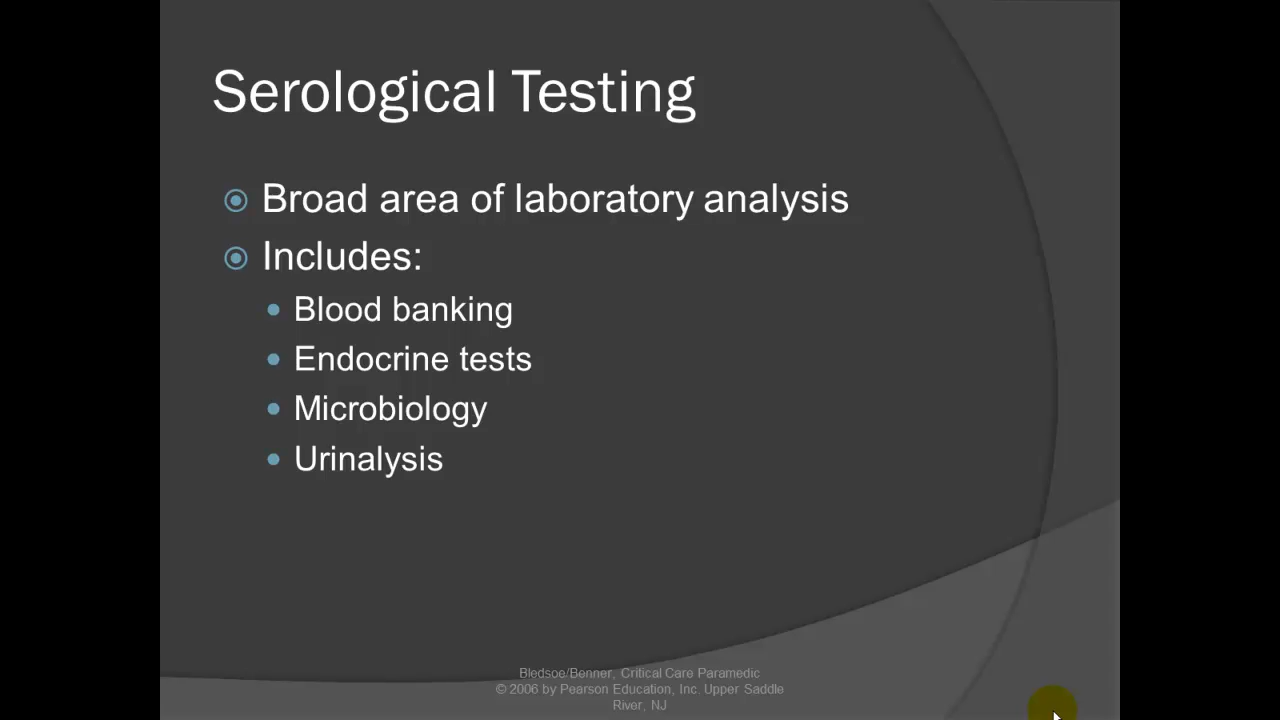 Serological Testing
Broad area of laboratory analysis
Includes:
Blood banking
Endocrine tests
Microbiology
Urinalysis
Bledsoe/Benner, Critical Care Paramedic
© 2006 by Pearson Education, Inc. Upper Saddle
River, NJ